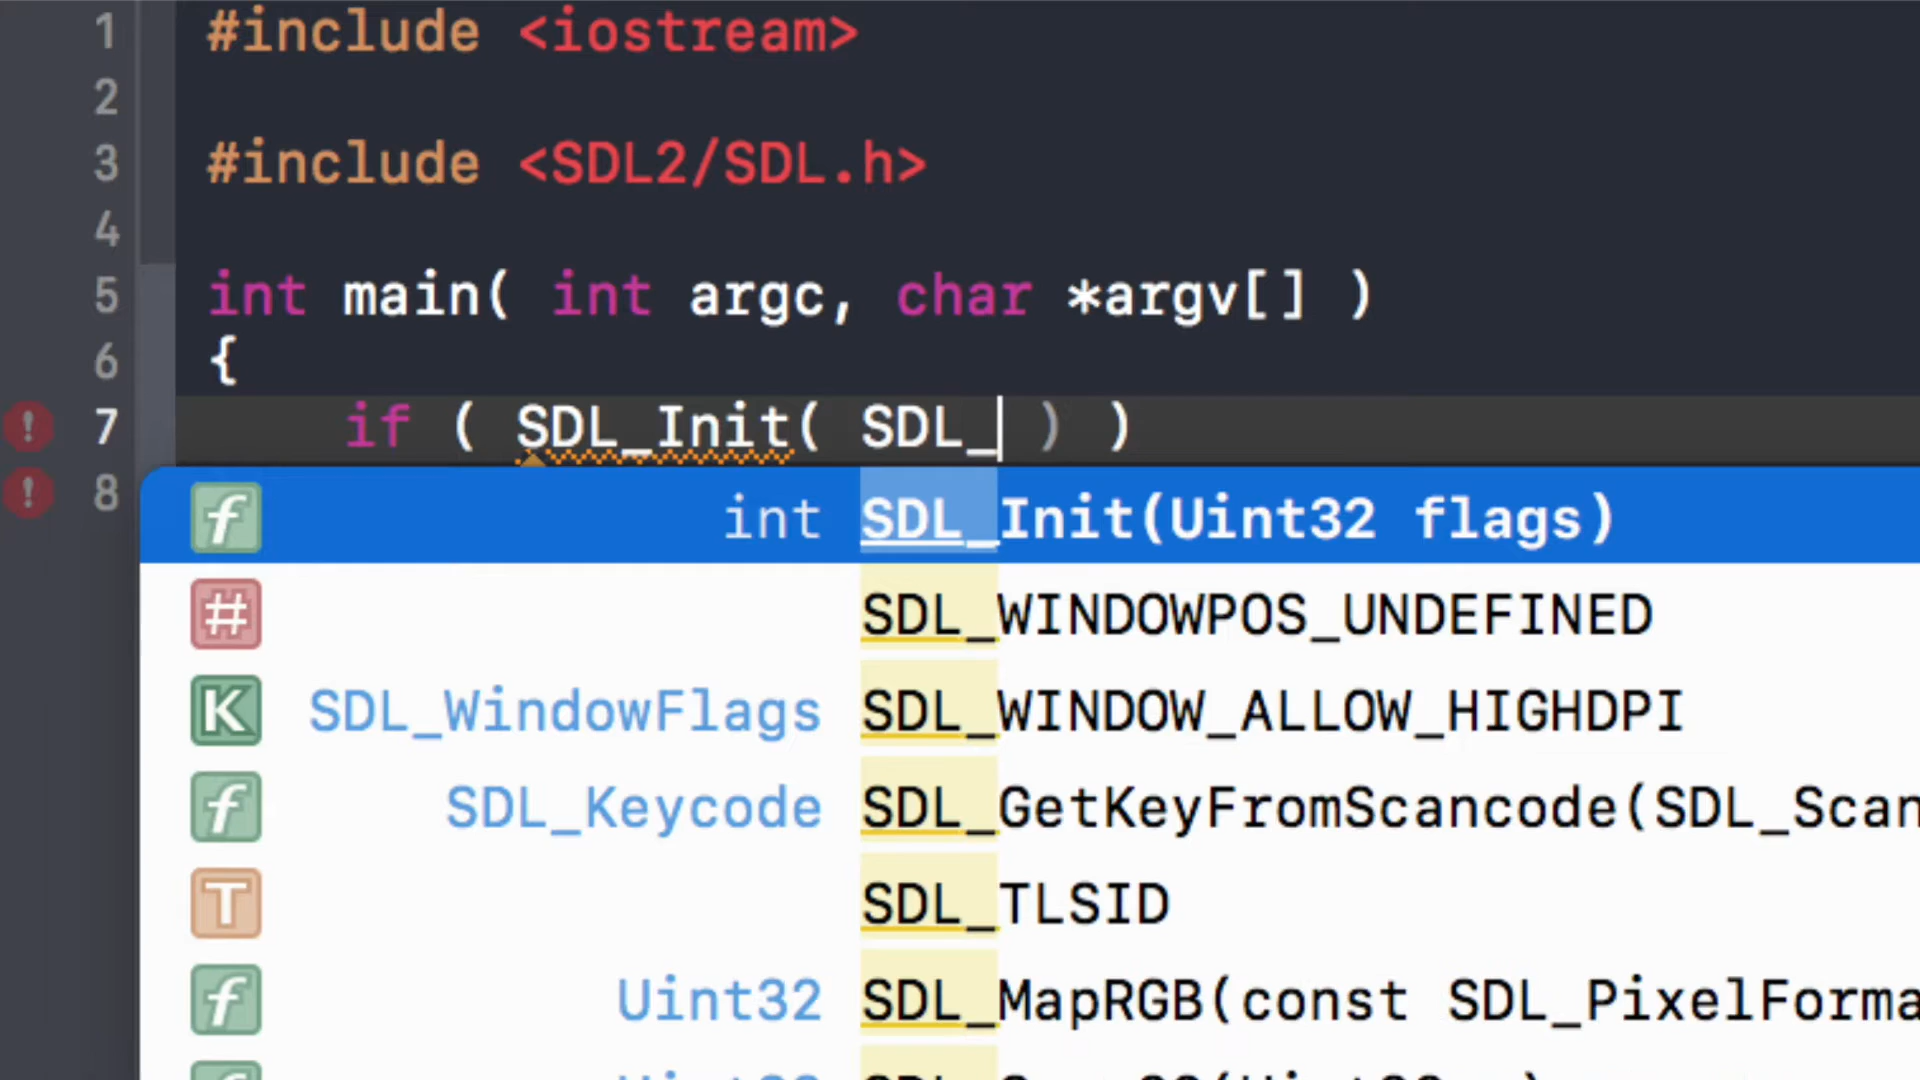 1 #include <iostream>
2
3 #include <SDL2/SDL.h>
4
5 int main( int argc, char *argv[] )
6 {
! 7 if ( SDL_Init( SDL_ ) )
! 8
f int SDL_Init(Uint32 flags)
# SDL_WINDOWPOS_UNDEFINED
K SDL_WindowFlags SDL_WINDOW_ALLOW_HIGHDPI
f SDL_Keycode SDL_GetKeyFromScancode(SDL_Scan
T SDL_TLSID
f Uint32 SDL_MapRGB(const SDL_PixelForma